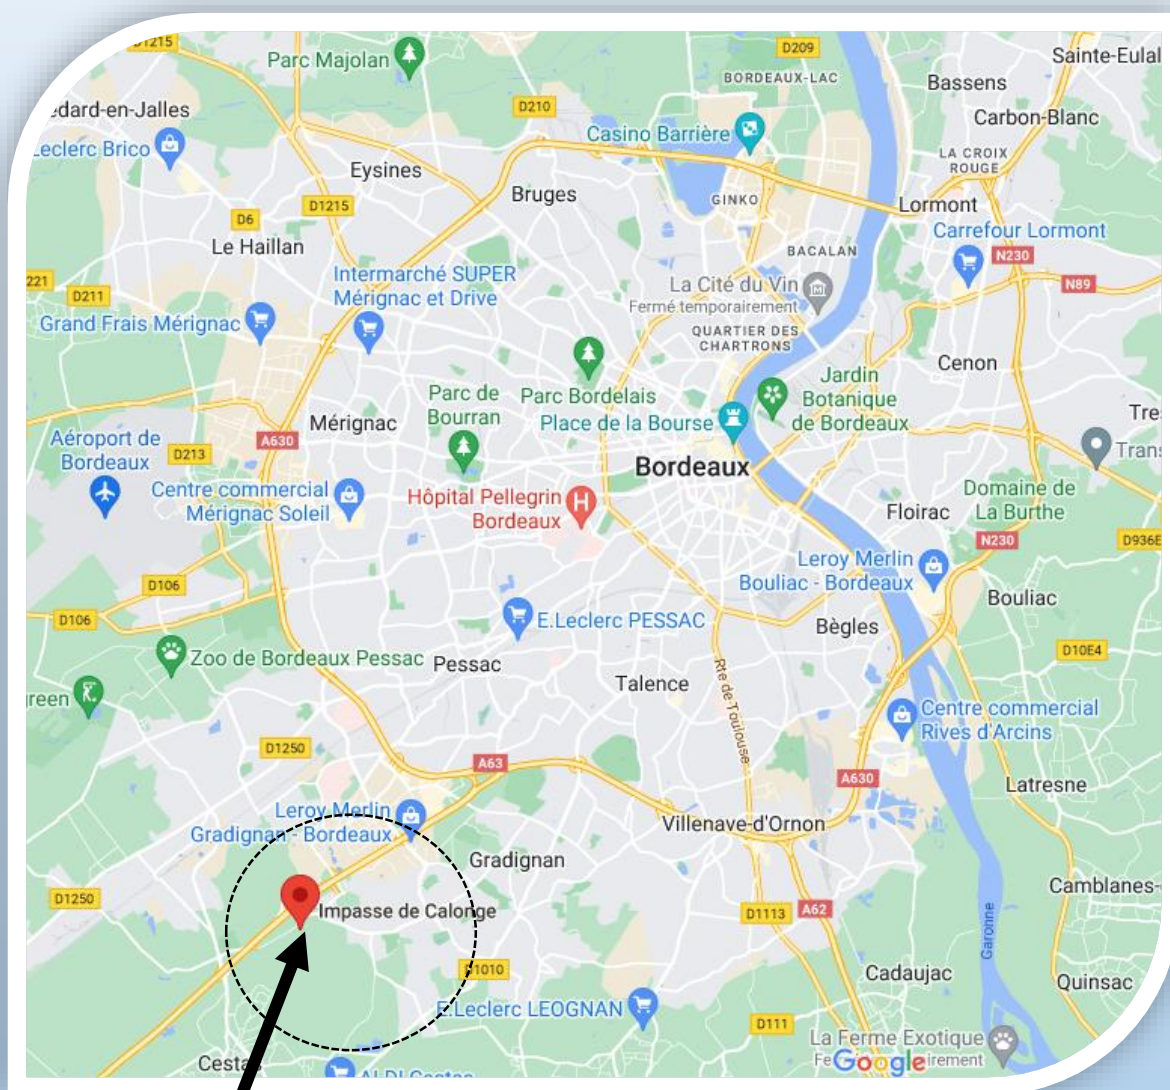 D1215
Parc Majolan
D209
Sainte-Eulal
BORDEAUX-LAC
Bassens
édard-en-Jalles
D210
Carbon-Blanc
Leclerc Brico
Casino Barrière
LA CROIX
ROUGE
Eysines
Bruges
GINKO
D1215
Lormont
D6
Le Haillan
Carrefour Lormont
BACALAN
N230
Intermarché SUPER
Mérignac et Drive
La Cité du Vin
Fermé temporairement
N89
221
D211
Grand Frais Mérignac
QUARTIER DES
CHARTRONS
Cenon
Parc de
Bourran
Parc Bordelais
Jardin
Botanique
de Bordeaux
Mérignac
Place de la Bourse
Tre
Aéroport de
Bordeaux
A630
D213
Trans
Bordeaux
Centre commercial
Mérignac Soleil
Hôpital Pellegrin
Bordeaux
Domaine de
La Burthe
Floirac
N230
D936E
Leroy Merlin
Bouliac - Bordeaux
D106
Bouliac
D106
E.Leclerc PESSAC
Bègles
Zoo de Bordeaux Pessac
Pessac
D10E4
Talence
Rte de Toulouse
reen
Centre commercial
Rives d'Arcins
D1250
A63
A630
Latresne
Leroy Merlin
Gradignan - Bordeaux
Villenave-d'Ornon
Gradignan
Camblanes-
D1250
Impasse de Calonge
D1113
A62
Garonne
D1010
Cadaujac
Quinsac
E.Leclerc LEOGNAN
D111
La Ferme Exotique
Fe Google irement
Cestas
ALDI Cestas